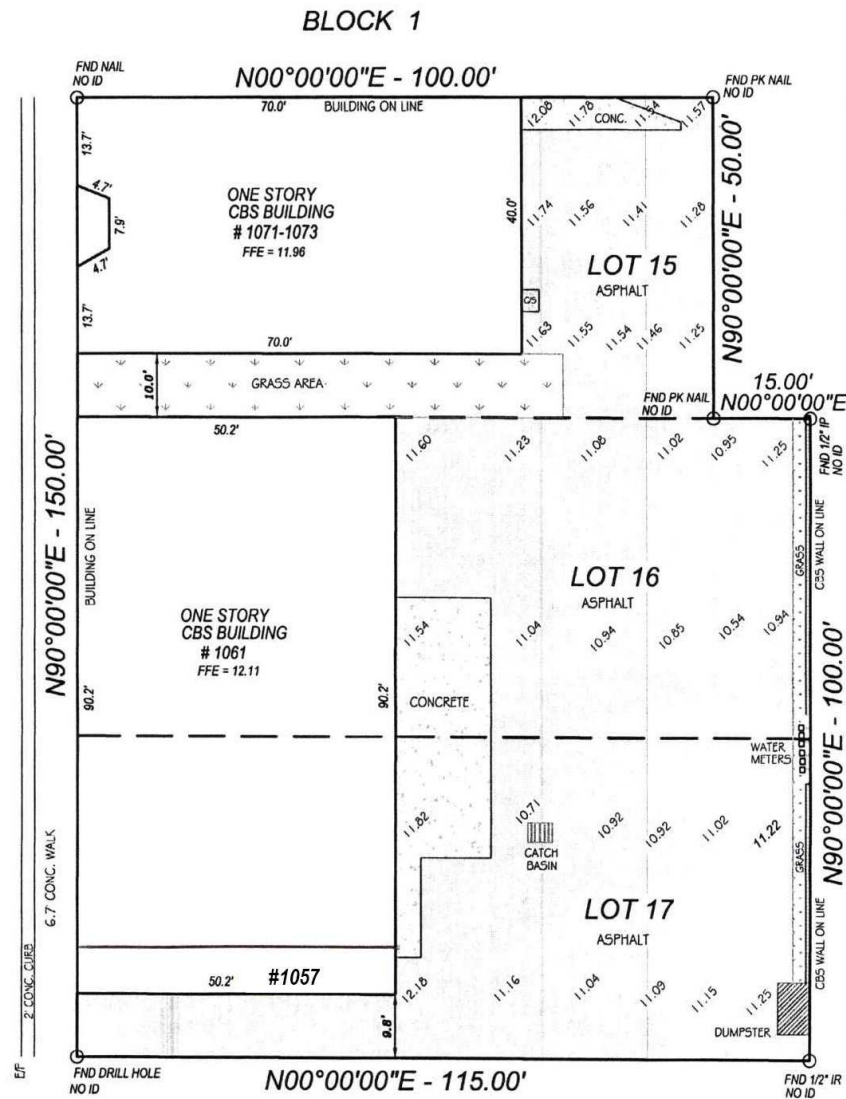 BLOCK 1
FND NAIL
NO ID
N00°00'00"E - 100.00'
FND PK NAIL
NO ID
70.0'
BUILDING ON LINE
12.08
11.78
11.54
11.57
CONC.
13.7'
4.7'
7.9'
4.7'
13.7'
ONE STORY
CBS BUILDING
# 1071-1073
FFE = 11.96
40.0'
11.74
11.56
11.41
11.28
N90°00'00"E - 50.00'
LOT 15
ASPHALT
11.63
11.55
11.54
11.46
11.25
70.0'
10.0'
GRASS AREA
FND PK NAIL
NO ID
15.00'
N00°00'00"E
50.2'
11.60
11.23
11.08
11.02
10.95
11.25
FND 1/2" IP
NO ID
N90°00'00"E - 150.00'
BUILDING ON LINE
GRASS
CBS WALL ON LINE
LOT 16
ASPHALT
ONE STORY
CBS BUILDING
# 1061
FFE = 12.11
11.54
11.04
10.94
10.85
10.54
10.94
90.2'
90.2'
CONCRETE
WATER
METERS
N90°00'00"E - 100.00'
11.82
10.71
10.92
10.92
11.02
11.22
CATCH
BASIN
GRASS
6.7' CONC. WALK
2' CONC. CURB
LOT 17
ASPHALT
CBS WALL ON LINE
50.2'
#1057
12.18
11.16
11.04
11.09
11.15
11.25
9.8'
DUMPSTER
E/P
FND DRILL HOLE
NO ID
N00°00'00"E - 115.00'
FND 1/2" IR
NO ID